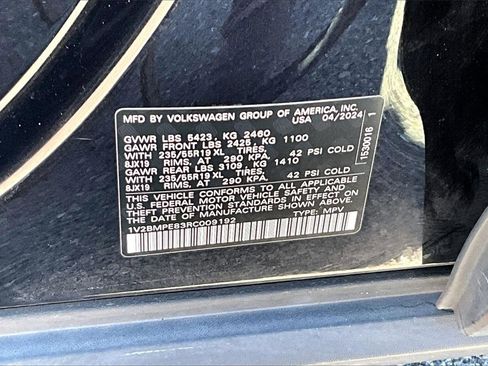 MFD BY VOLKSWAGEN GROUP OF AMERICA, INC.
USA 04/2024
GVWR LBS 5423, KG 2460
GAWR FRONT LBS 2425, KG 1100
WITH 235/55R19 XL TIRES,
8JX19 RIMS, AT 290 KPA, 42 PSI COLD
GAWR REAR LBS 3109, KG 1410
WITH 235/55R19 XL TIRES,
8JX19 RIMS, AT 290 KPA, 42 PSI COLD
THIS VEHICLE CONFORMS TO ALL APPLICABLE
U.S. FEDERAL MOTOR VEHICLE SAFETY STANDARDS IN EFFECT
ON THE DATE OF MANUFACTURE SHOWN ABOVE.
1V2BMPE83RC009192 TYPE: MPV
1530016 1